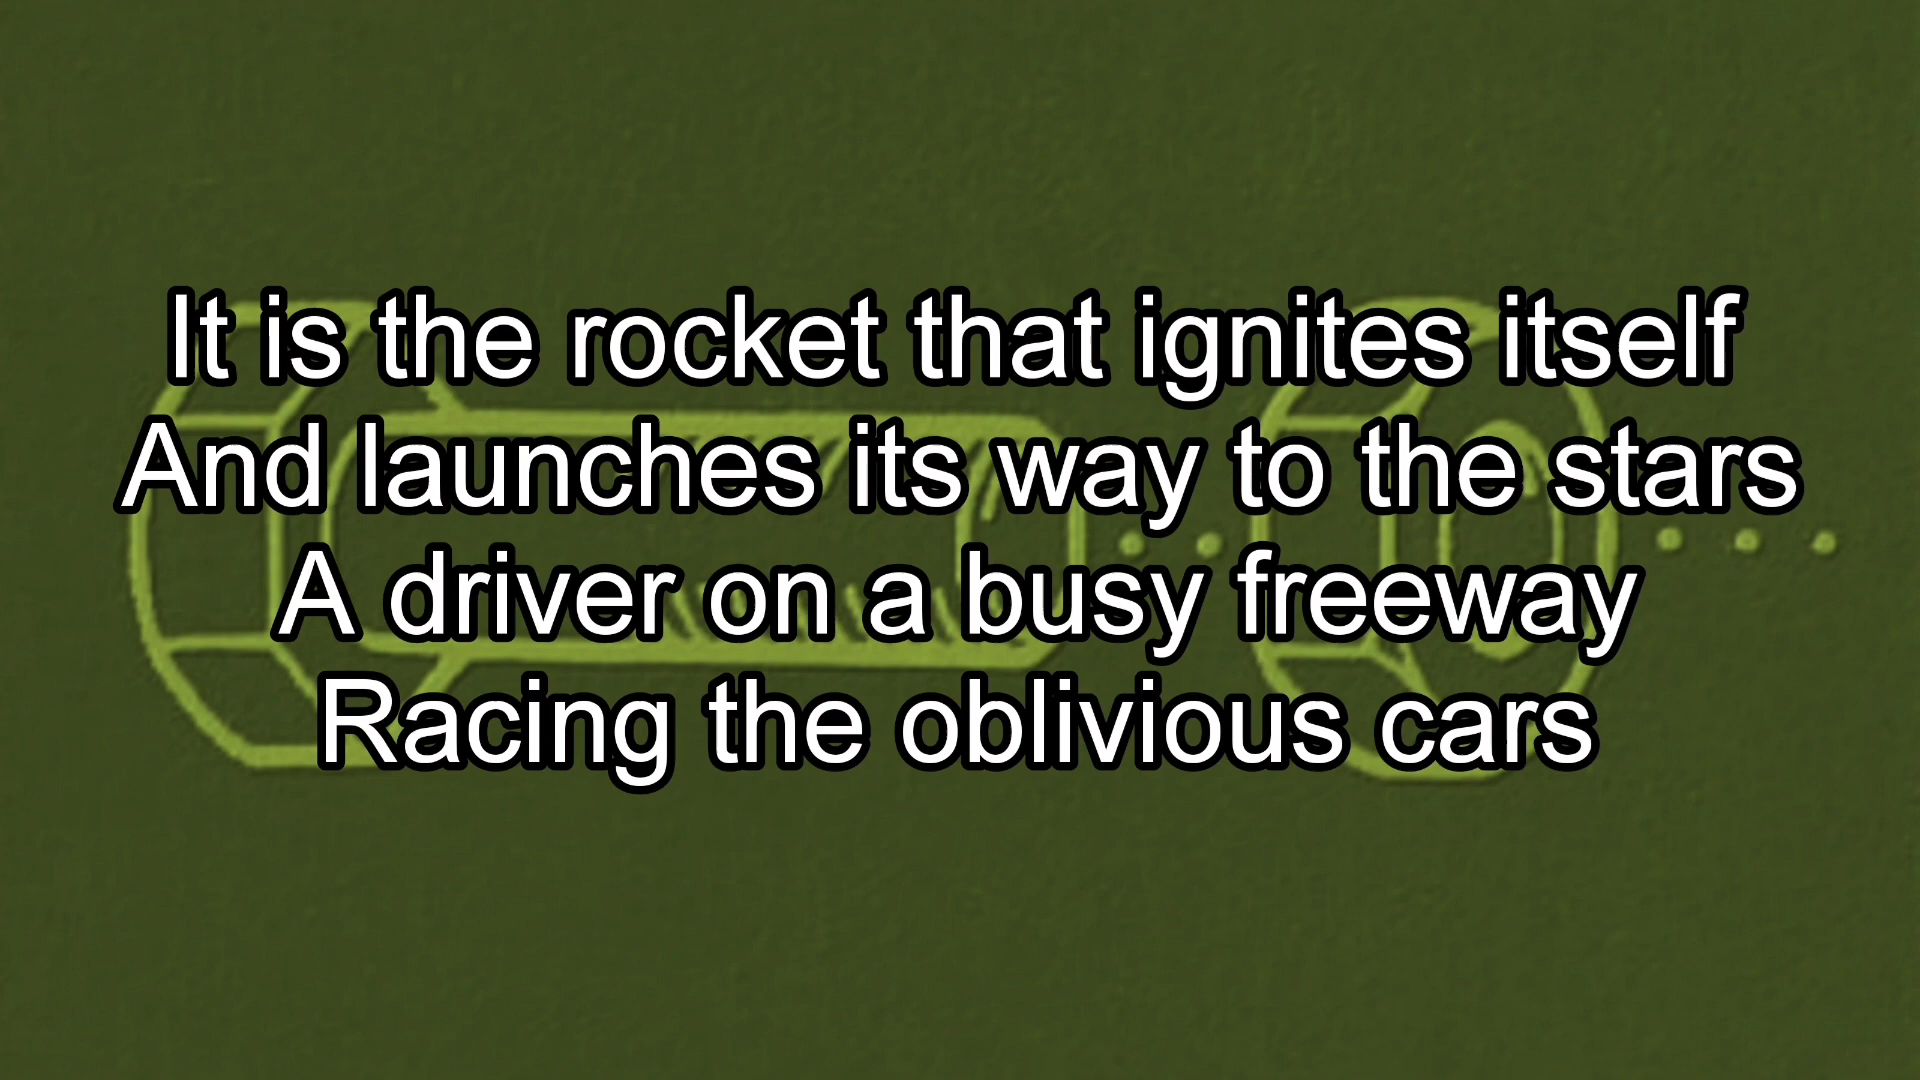 It is the rocket that ignites itself
And launches its way to the stars
A driver on a busy freeway
Racing the oblivious cars